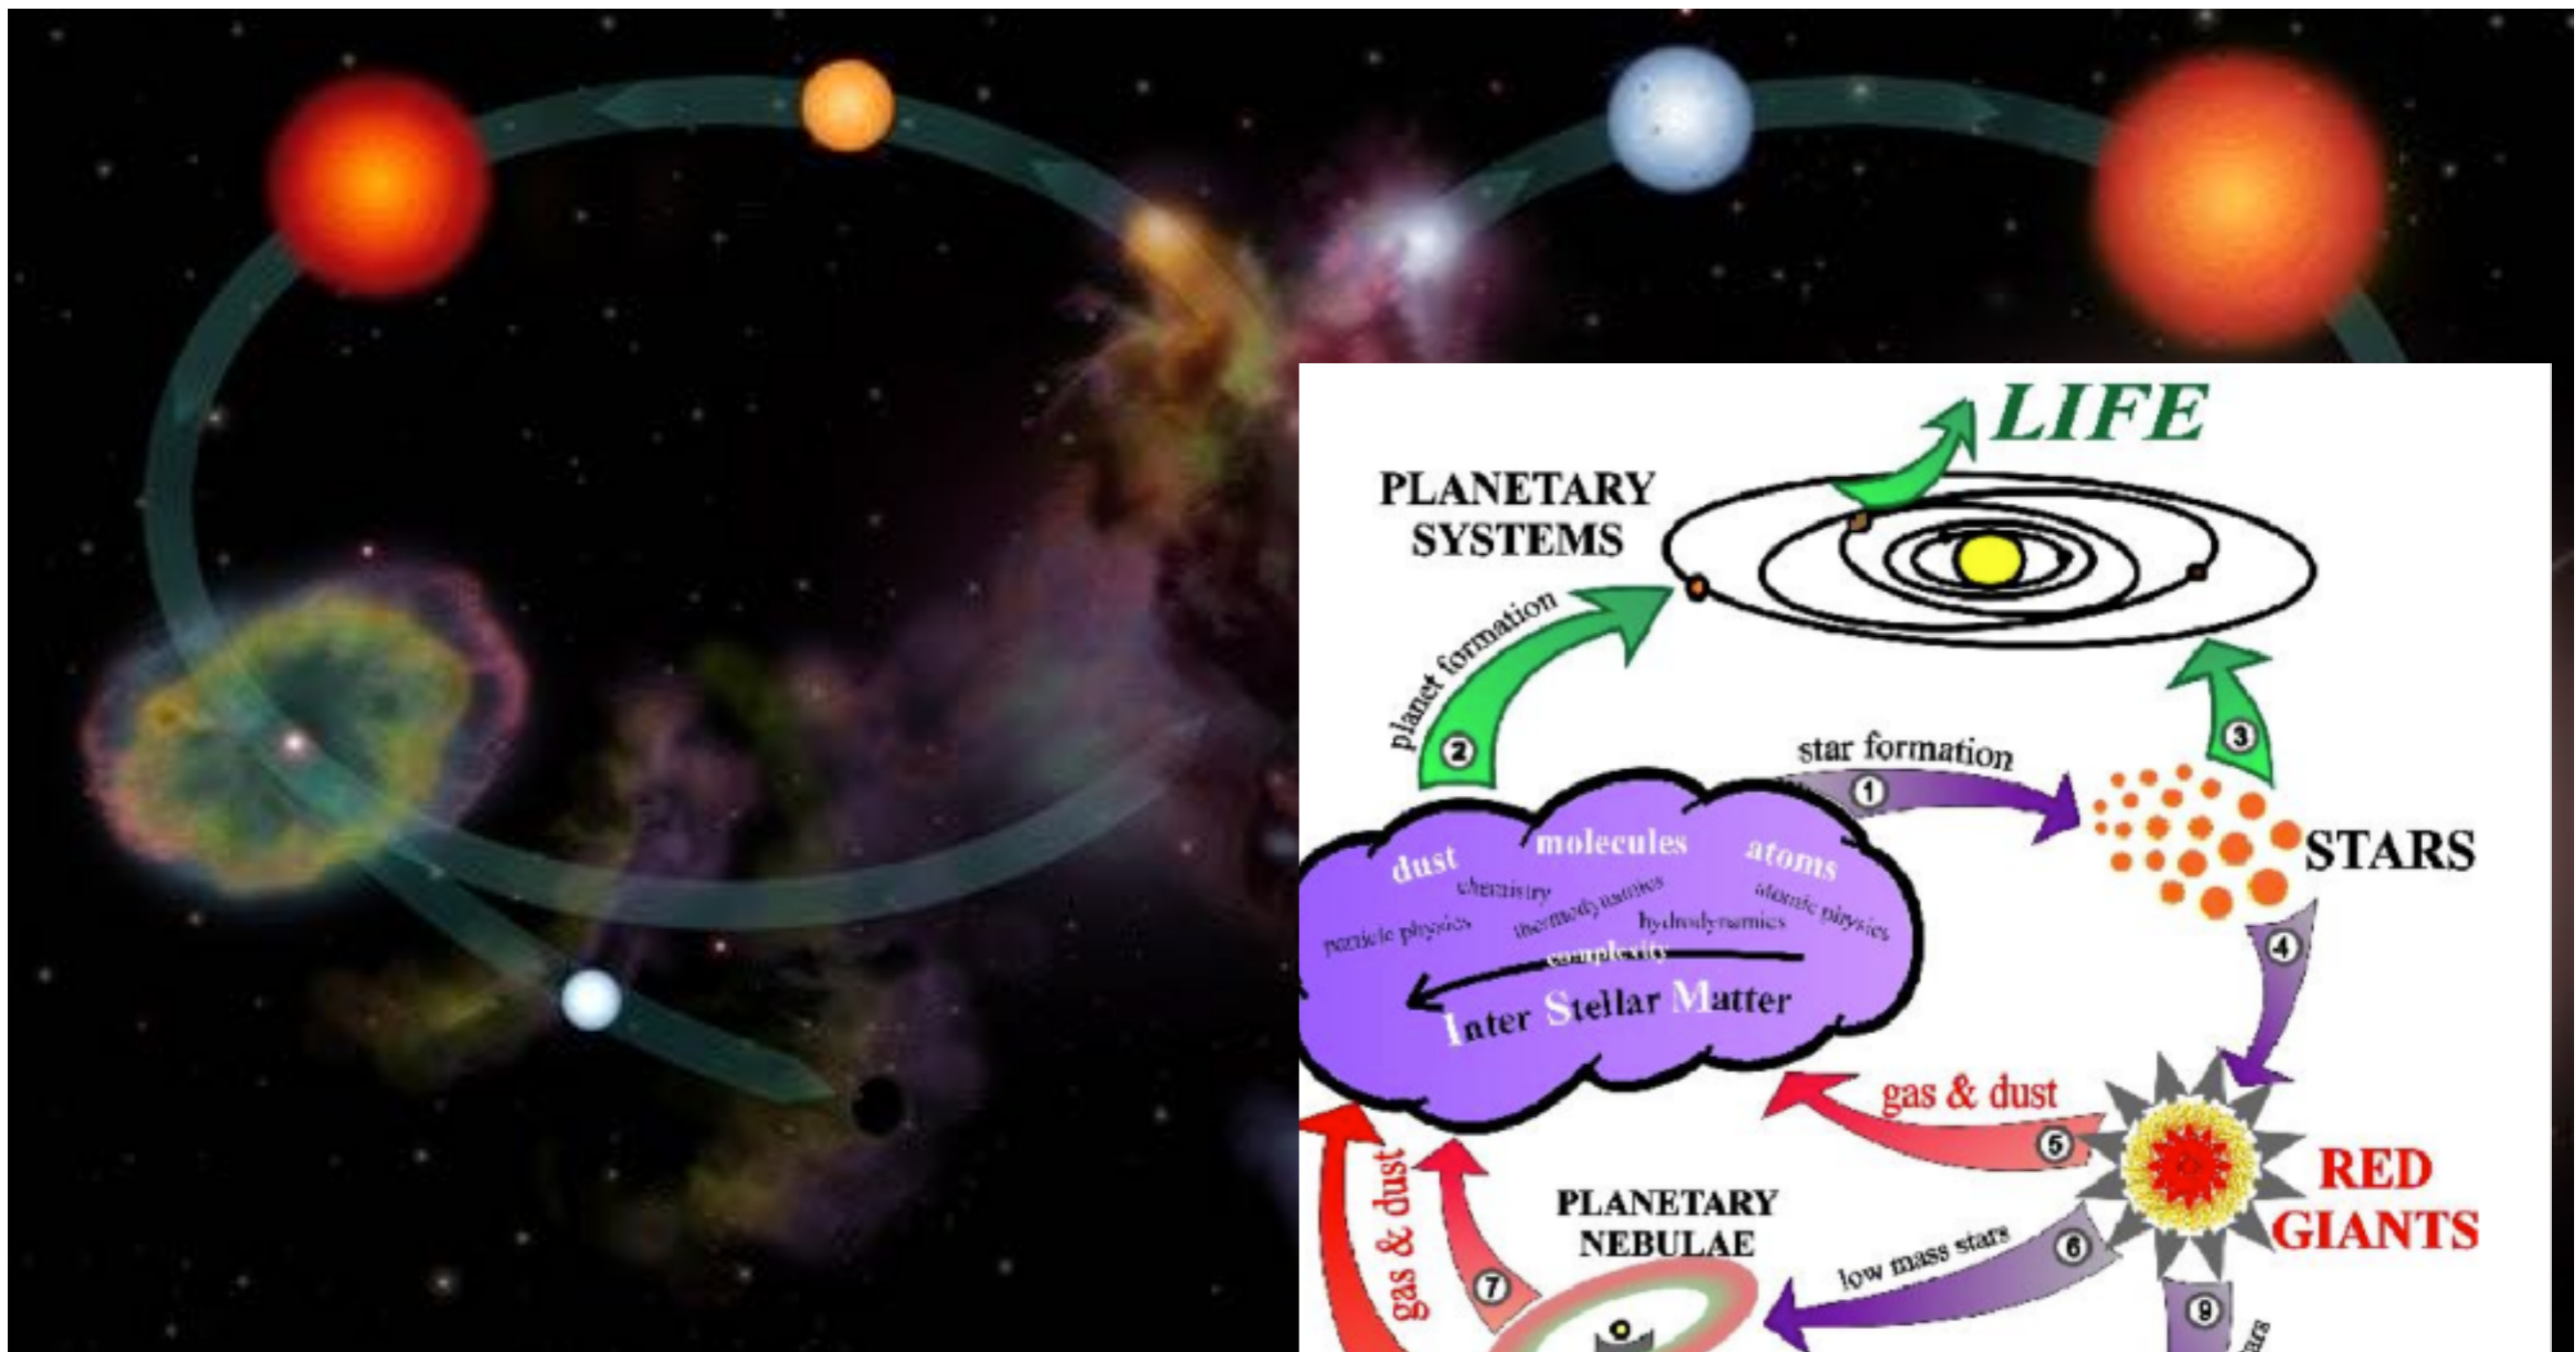 LIFE
PLANETARY
SYSTEMS
planet formation
2
3
star formation
1
dust
molecules
atoms
chemistry
particle physics
thermodynamics
hydrodynamics
atomic physics
complexity
Inter Stellar Matter
STARS
4
gas & dust
5
RED
GIANTS
gas & dust
7
PLANETARY
NEBULAE
low mass stars
6
9